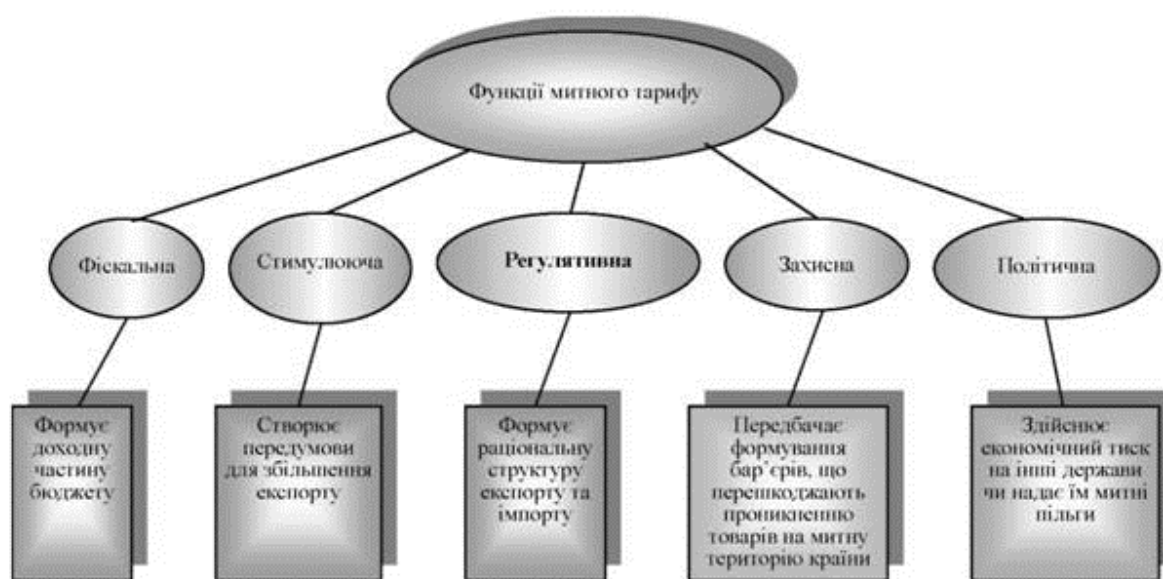 Функції митного тарифу
Фіскальна
Стимулююча
Регулятивна
Захисна
Політична
Формує
доходну
частину
бюджету
Створює
передумови
для збільшення
експорту
Формує
раціональну
структуру
експорту та
імпорту
Передбачає
формування
бар’єрів, що
перешкоджають
проникненню
товарів на митну
територію країни
Здійснює
економічний тиск
на інші держави
чи надає їм митні
пільги